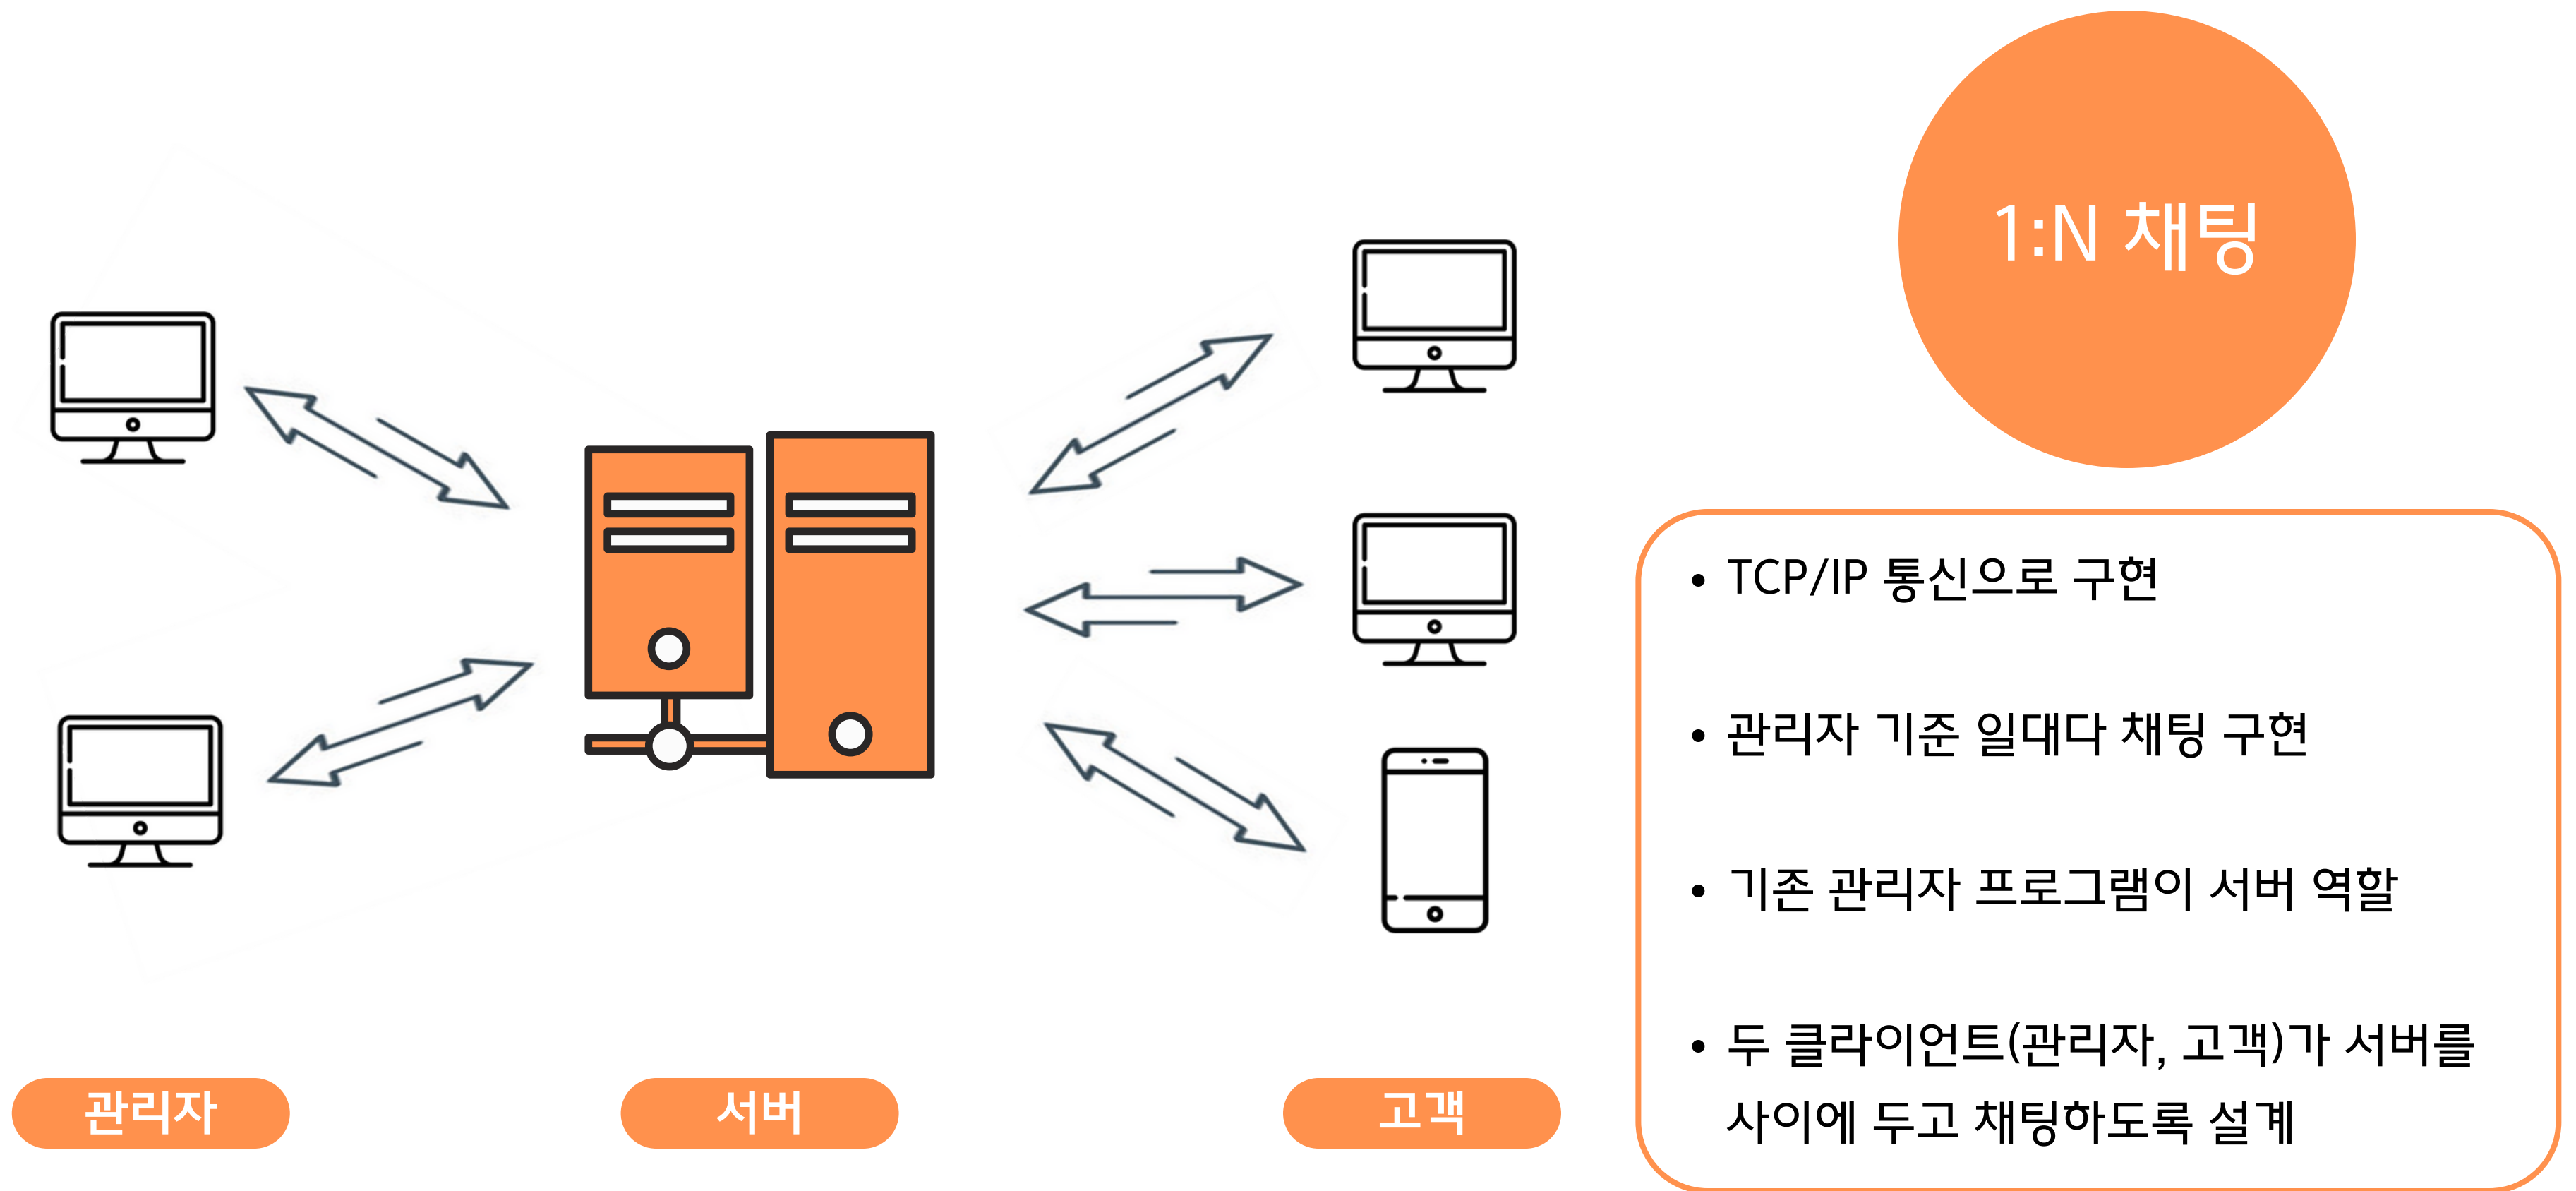 1:N 채팅
• TCP/IP 통신으로 구현
• 관리자 기준 일대다 채팅 구현
• 기존 관리자 프로그램이 서버 역할
• 두 클라이언트(관리자, 고객)가 서버를
사이에 두고 채팅하도록 설계
관리자
서버
고객